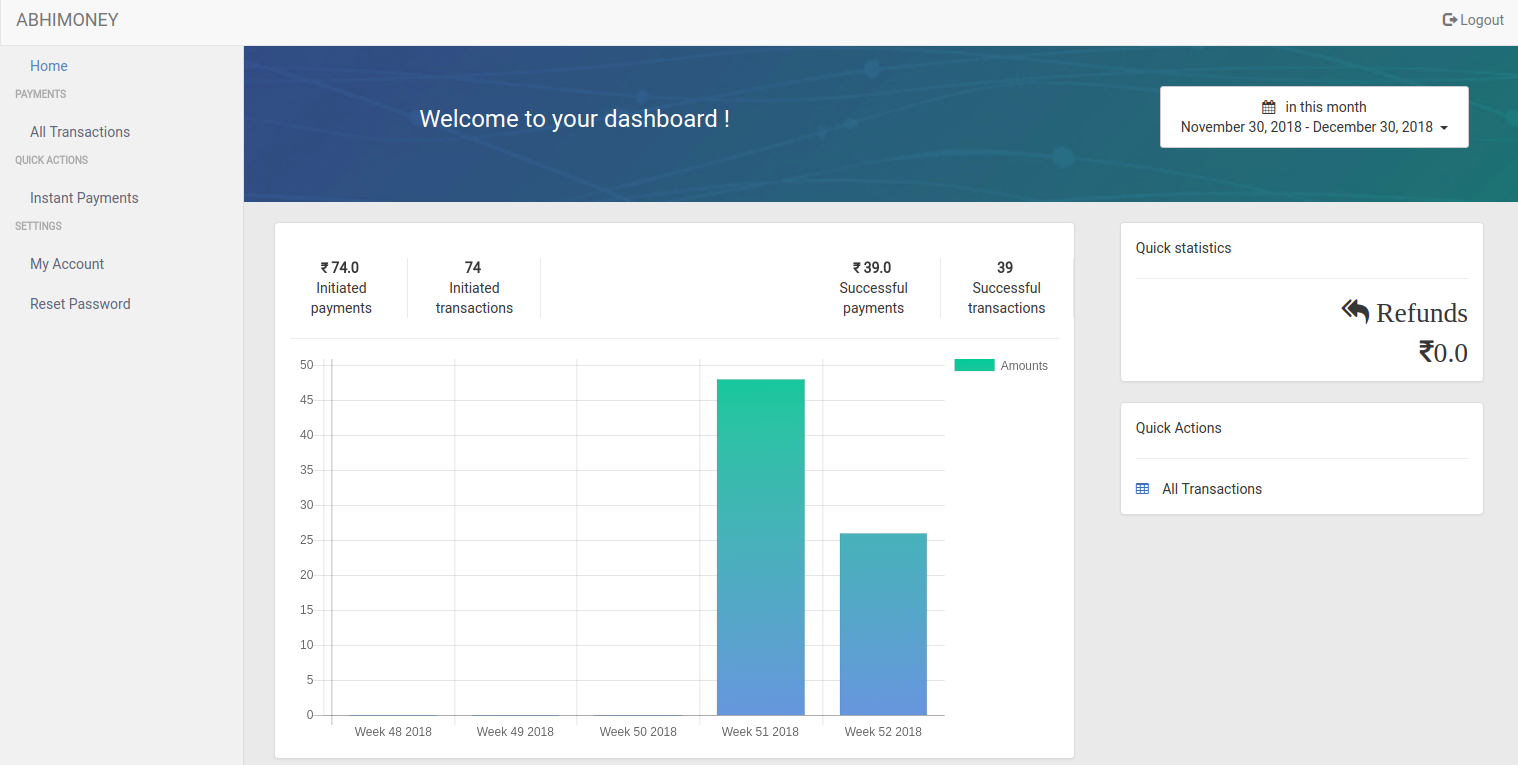 ABHIMONEY
Logout
Home
PAYMENTS
All Transactions
QUICK ACTIONS
Instant Payments
SETTINGS
My Account
Reset Password
Welcome to your dashboard !
in this month
November 30, 2018 - December 30, 2018
₹ 74.0
Initiated
payments
74
Initiated
transactions
₹ 39.0
Successful
payments
39
Successful
transactions
50
45
40
35
30
25
20
15
10
5
0
Week 48 2018
Week 49 2018
Week 50 2018
Week 51 2018
Week 52 2018
Amounts
Quick statistics
Refunds
₹0.0
Quick Actions
All Transactions